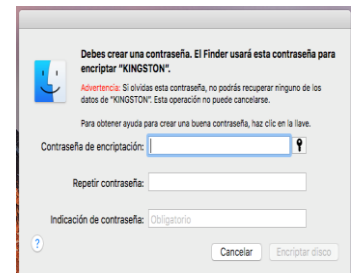 Debes crear una contraseña. El Finder usará esta contraseña para
encriptar “KINGSTON”.
Advertencia: Si olvidas esta contraseña, no podrás recuperar ninguno de los
datos de “KINGSTON”. Esta operación no puede cancelarse.
Para obtener ayuda para crear una buena contraseña, haz clic en la llave.
Contraseña de encriptación:
Repetir contraseña:
Indicación de contraseña: Obligatorio
? Cancelar Encriptar disco